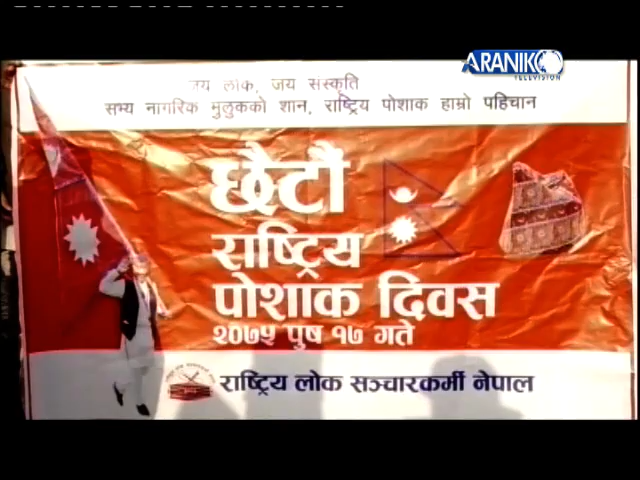 ARANIKO
TELEVISION
जय लोक, जय संस्कृति
सभ्य नागरिक मुलुकको शान, राष्ट्रिय पोशाक हाम्रो पहिचान
छैटौं
राष्ट्रिय
पोशाक दिवस
२०७५ पुष १७ गते
राष्ट्रिय लोक सञ्चारकर्मी नेपाल